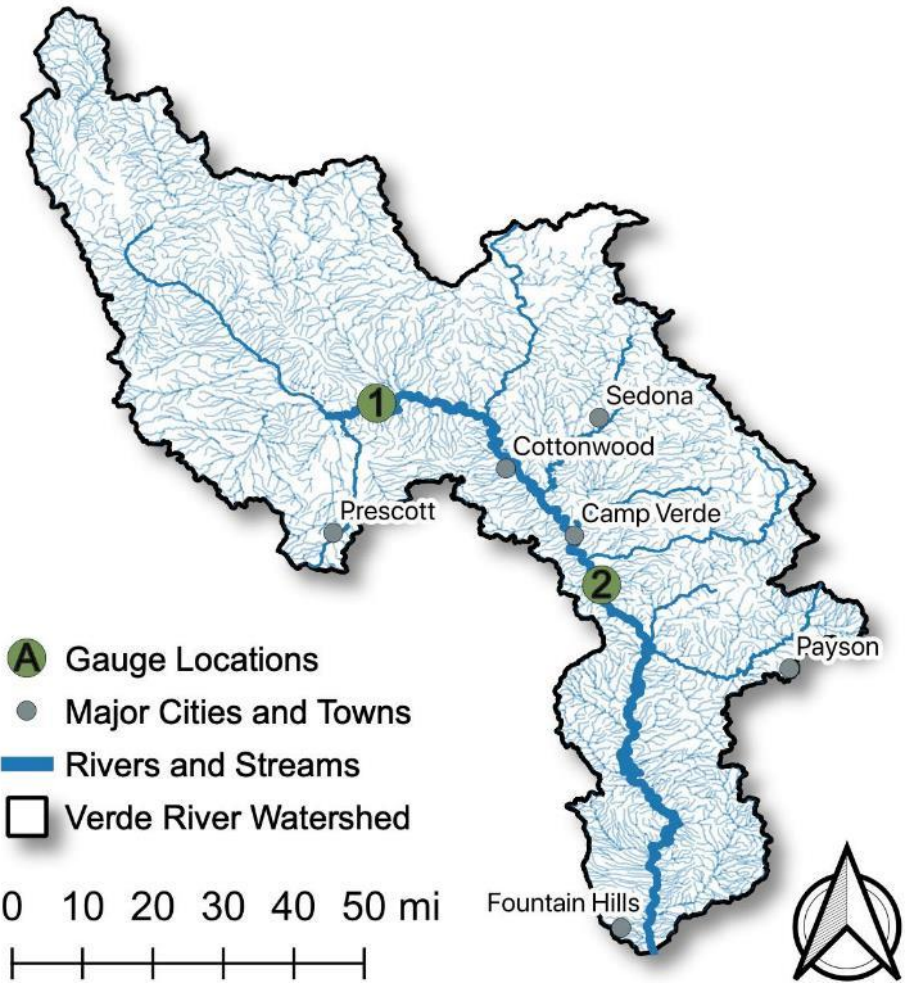 1
Sedona
Cottonwood
Prescott
Camp Verde
2
Payson
A Gauge Locations
Major Cities and Towns
Rivers and Streams
Verde River Watershed
0 10 20 30 40 50 mi
Fountain Hills